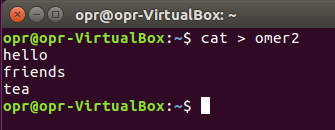 opr@opr-VirtualBox: ~
opr@opr-VirtualBox:~$ cat > omer2
hello
friends
tea
opr@opr-VirtualBox:~$